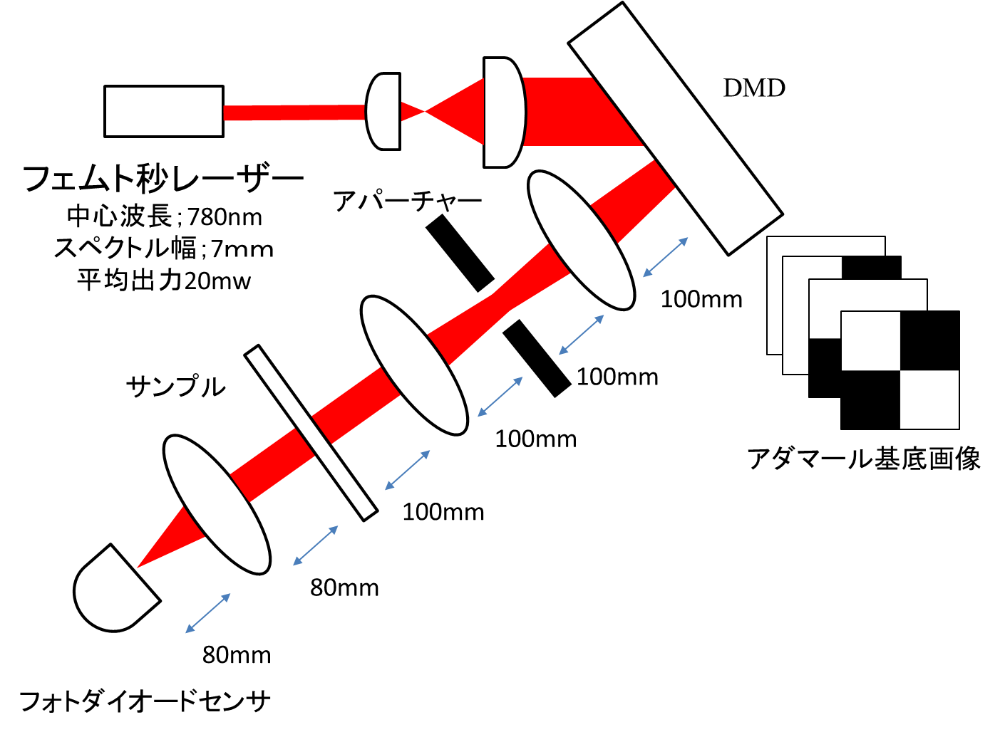 DMD
フェムト秒レーザー
中心波長;780nm
スペクトル幅;7mm
平均出力20mw
アパーチャー
100mm
100mm
サンプル
100mm
アダマール基底画像
100mm
80mm
80mm
フォトダイオードセンサ